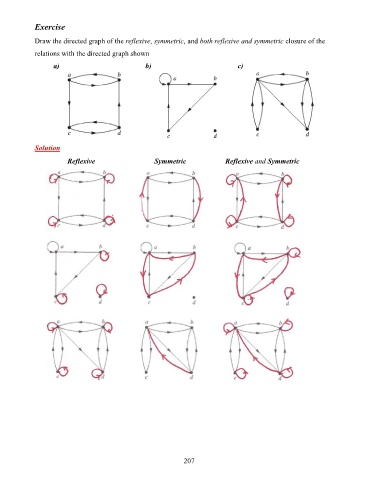 Exercise
Draw the directed graph of the reflexive, symmetric, and both reflexive and symmetric closure of the
relations with the directed graph shown
a) b) c)
a b a b a b
c d c d c d
Solution
Reflexive Symmetric Reflexive and Symmetric
a b a b a b
c d c d c d
a b a b a b
c d c d c d
a b a b a b
c d c d c d
207